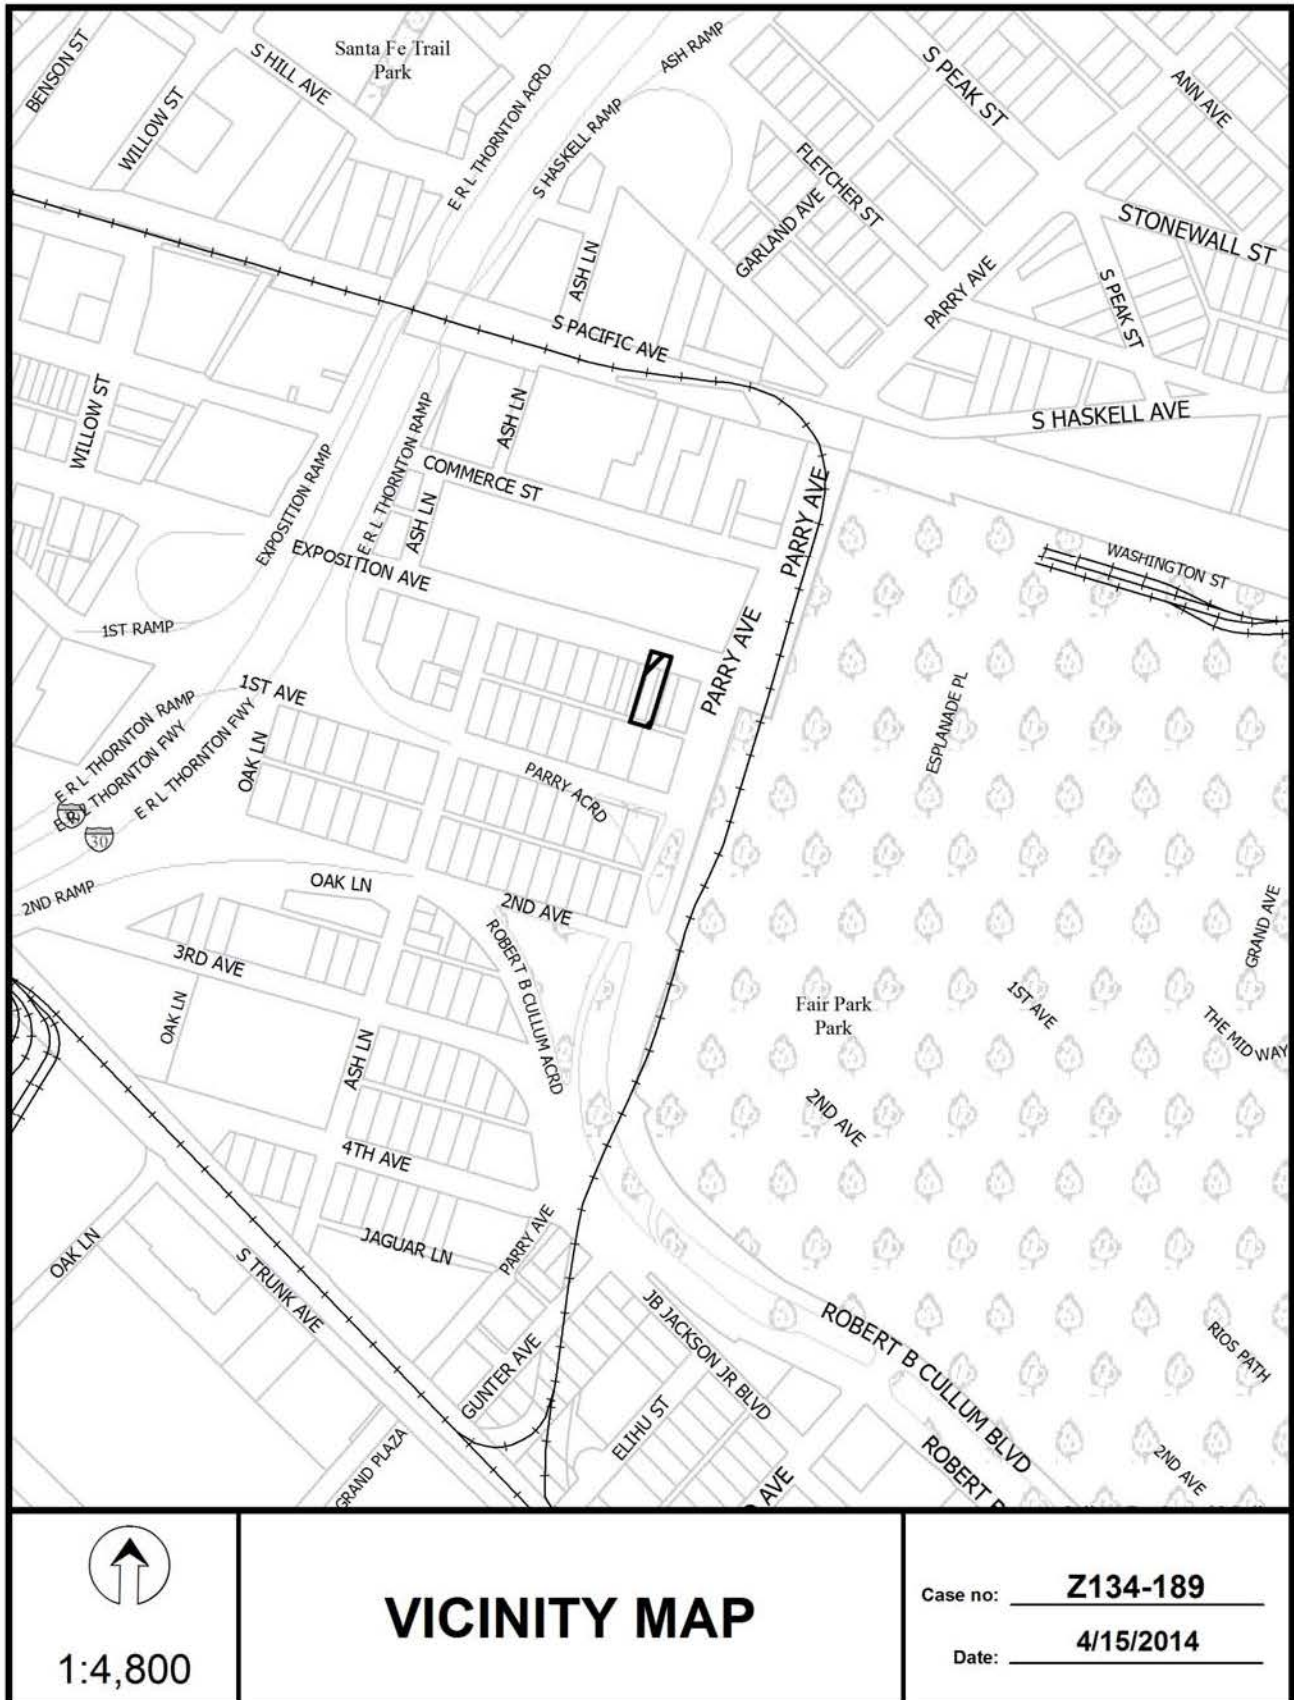 BENSON ST
WILLOW ST
S HILL AVE
Santa Fe Trail
Park
E R L THORNTON ACRD
S HASKELL RAMP
ASH RAMP
S PEAK ST
ANN AVE
FLETCHER ST
GARLAND AVE
STONEWALL ST
PARRY AVE
S PEAK ST
ASH LN
S PACIFIC AVE
S HASKELL AVE
WILLOW ST
ASH LN
E R L THORNTON RAMP
EXPOSITION RAMP
COMMERCE ST
ASH LN
PARRY AVE
EXPOSITION AVE
WASHINGTON ST
1ST RAMP
PARRY AVE
1ST AVE
E R L THORNTON RAMP
E R L THORNTON FWY
E R L THORNTON FWY
OAK LN
ESPLANADE PL
PARRY ACRD
30
2ND RAMP
OAK LN
2ND AVE
ROBERT B CULLUM ACRD
3RD AVE
GRAND AVE
OAK LN
ASH LN
Fair Park
Park
1ST AVE
THE MIDWAY
2ND AVE
4TH AVE
JAGUAR LN
PARRY AVE
OAK LN
S TRUNK AVE
JB JACKSON JR BLVD
ROBERT B CULLUM BLVD
RIOS PATH
GUNTER AVE
ELIHU ST
GRAND PLAZA
AVE
ROBERT B
2ND AVE
1:4,800
VICINITY MAP
Case no: Z134-189
Date: 4/15/2014